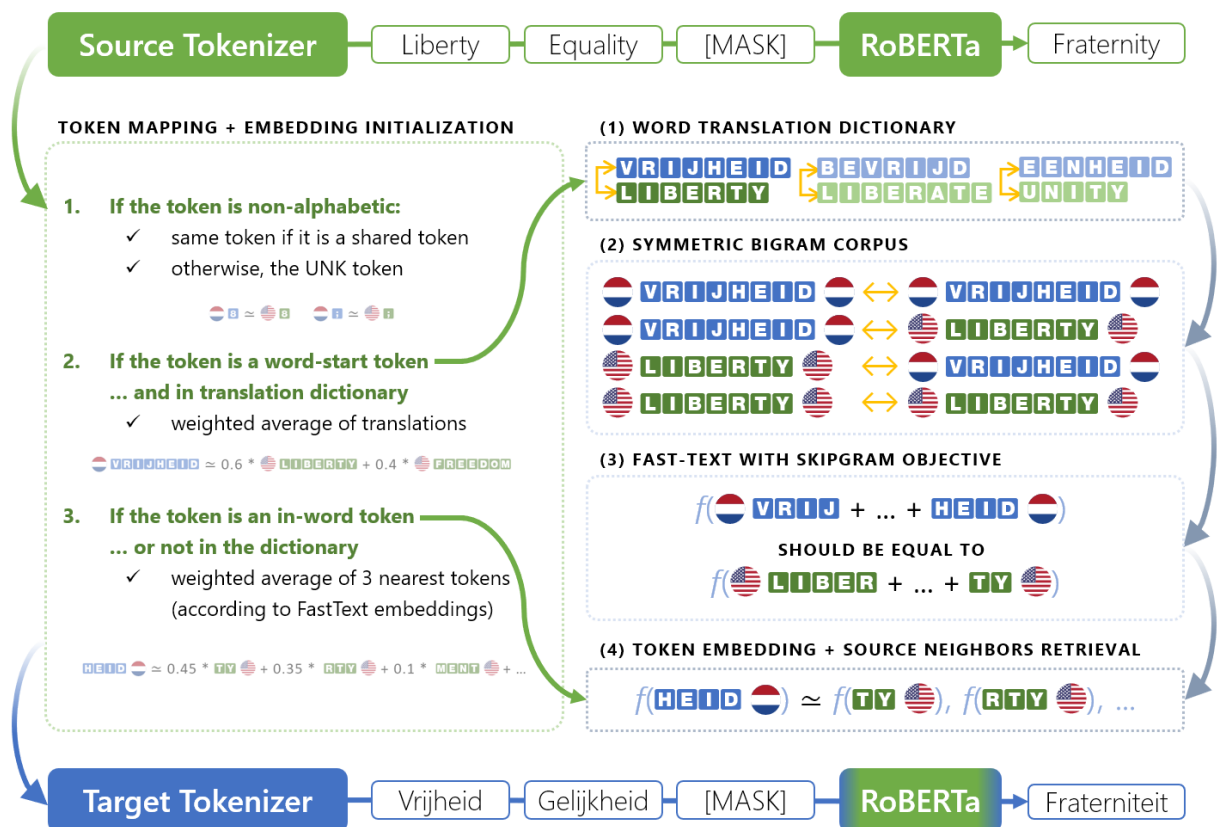 Source Tokenizer Liberty Equality [MASK] RoBERTa Fraternity
TOKEN MAPPING + EMBEDDING INITIALIZATION
1. If the token is non-alphabetic:
✓ same token if it is a shared token
✓ otherwise, the UNK token
8 ≃ 8 i ≃ i
2. If the token is a word-start token
... and in translation dictionary
✓ weighted average of translations
VRIJHEID ≃ 0.6 * LIBERTY + 0.4 * FREEDOM
3. If the token is an in-word token
... or not in the dictionary
✓ weighted average of 3 nearest tokens
(according to FastText embeddings)
HEID ≃ 0.45 * TY + 0.35 * RTY + 0.1 * MENT + ...
(1) WORD TRANSLATION DICTIONARY
VRIJHEID BEVRIJD EENHEID
LIBERTY LIBERATE UNITY
(2) SYMMETRIC BIGRAM CORPUS
VRIJHEID ↔ VRIJHEID
VRIJHEID ↔ LIBERTY
LIBERTY ↔ VRIJHEID
LIBERTY ↔ LIBERTY
(3) FAST-TEXT WITH SKIPGRAM OBJECTIVE
f( VRIJ + ... + HEID )
SHOULD BE EQUAL TO
f( LIBER + ... + TY )
(4) TOKEN EMBEDDING + SOURCE NEIGHBORS RETRIEVAL
f(HEID ) ≃ f(TY ), f(RTY ), ...
Target Tokenizer Vrijheid Gelijkheid [MASK] RoBERTa Fraterniteit